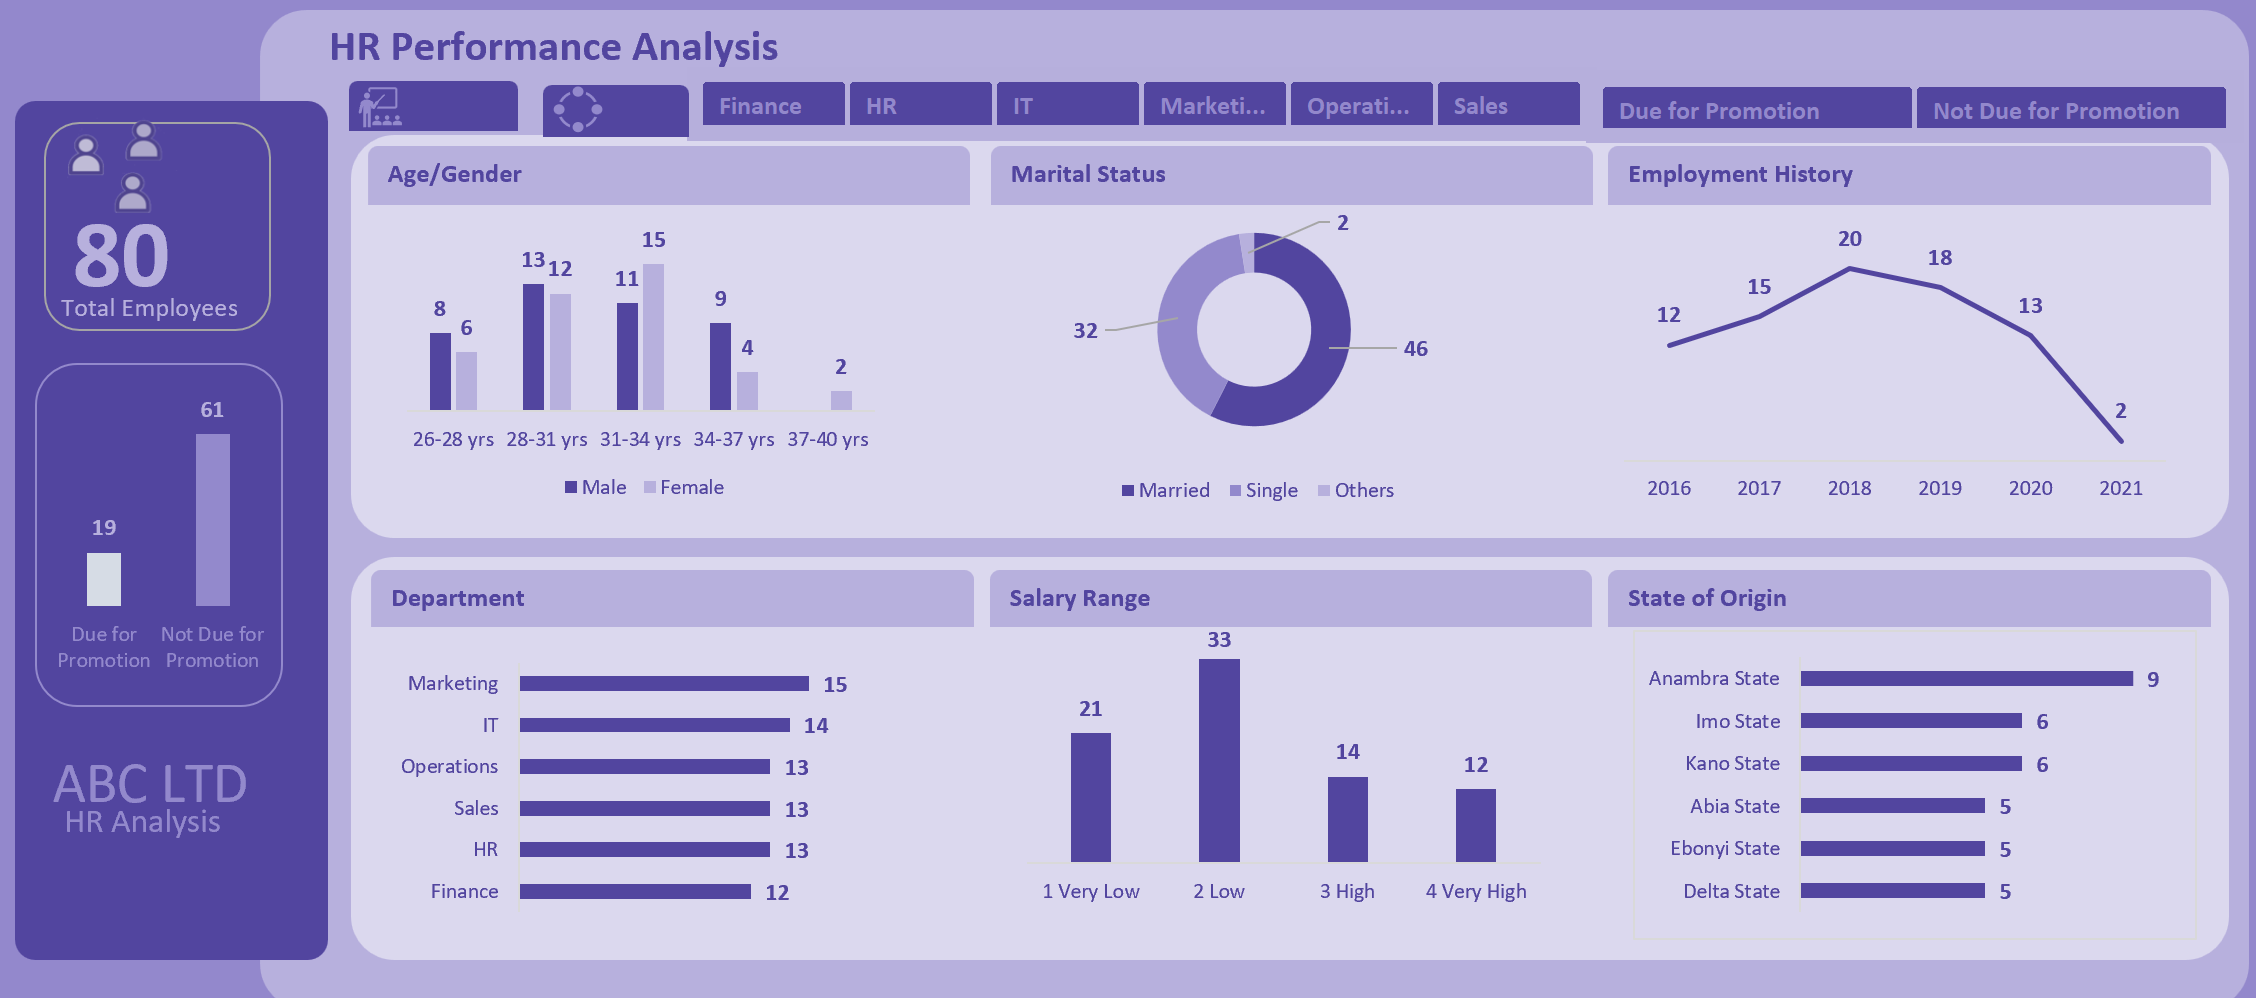 HR Performance Analysis
Finance
HR
IT
Marketi...
Operati...
Sales
Due for Promotion
Not Due for Promotion
80
Total Employees
61
19
Due for
Promotion
Not Due for
Promotion
ABC LTD
HR Analysis
Age/Gender
8
6
13
12
11
15
9
4
2
26-28 yrs
28-31 yrs
31-34 yrs
34-37 yrs
37-40 yrs
Male
Female
Marital Status
2
32
46
Married
Single
Others
Employment History
12
15
20
18
13
2
2016
2017
2018
2019
2020
2021
Department
Marketing 15
IT 14
Operations 13
Sales 13
HR 13
Finance 12
Salary Range
21
33
14
12
1 Very Low
2 Low
3 High
4 Very High
State of Origin
Anambra State 9
Imo State 6
Kano State 6
Abia State 5
Ebonyi State 5
Delta State 5